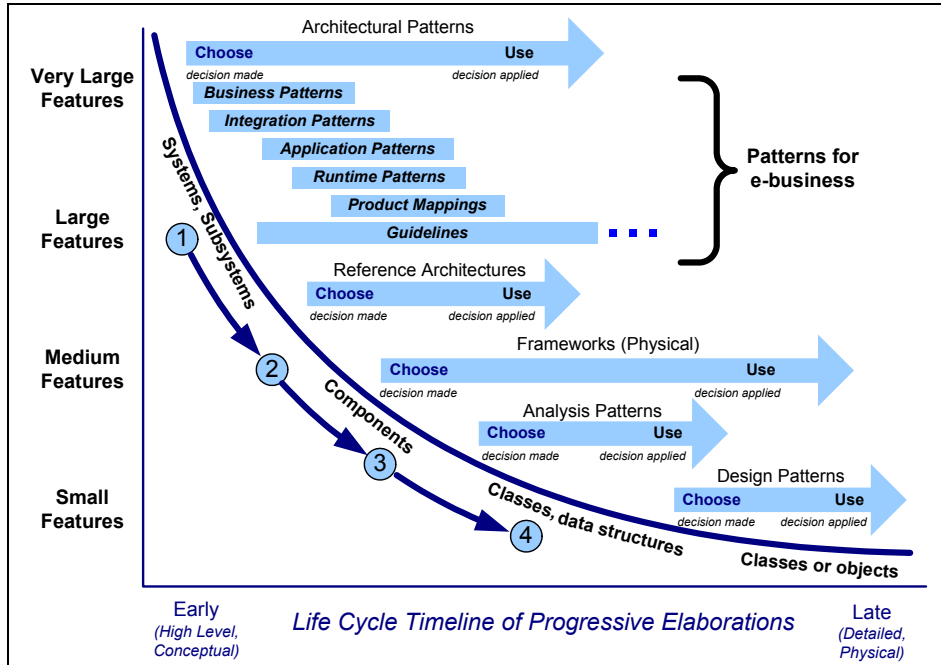 Architectural Patterns
Choose
Use
decision made
decision applied
Very Large
Features
Business Patterns
Integration Patterns
Application Patterns
Runtime Patterns
Product Mappings
Guidelines
Patterns for
e-business
Large
Features
Systems, Subsystems
1
Reference Architectures
Choose
Use
decision made
decision applied
Medium
Features
2
Frameworks (Physical)
Choose
Use
decision made
decision applied
Components
Analysis Patterns
Choose
Use
decision made
decision applied
3
Small
Features
Design Patterns
Choose
Use
decision made
decision applied
Classes, data structures
4
Classes or objects
Early
(High Level,
Conceptual)
Life Cycle Timeline of Progressive Elaborations
Late
(Detailed,
Physical)